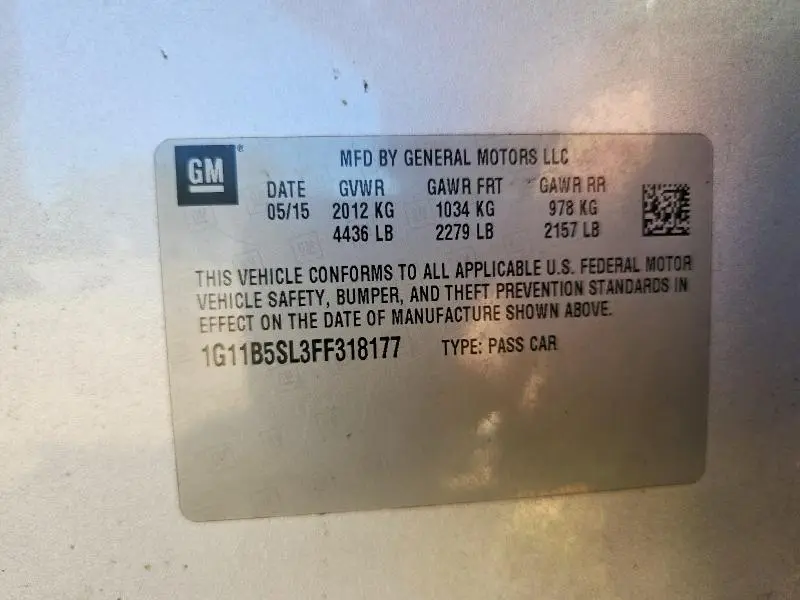 GM®
MFD BY GENERAL MOTORS LLC
DATE GVWR GAWR FRT GAWR RR
05/15 2012 KG 1034 KG 978 KG
4436 LB 2279 LB 2157 LB
THIS VEHICLE CONFORMS TO ALL APPLICABLE U.S. FEDERAL MOTOR
VEHICLE SAFETY, BUMPER, AND THEFT PREVENTION STANDARDS IN
EFFECT ON THE DATE OF MANUFACTURE SHOWN ABOVE.
1G11B5SL3FF318177 TYPE: PASS CAR